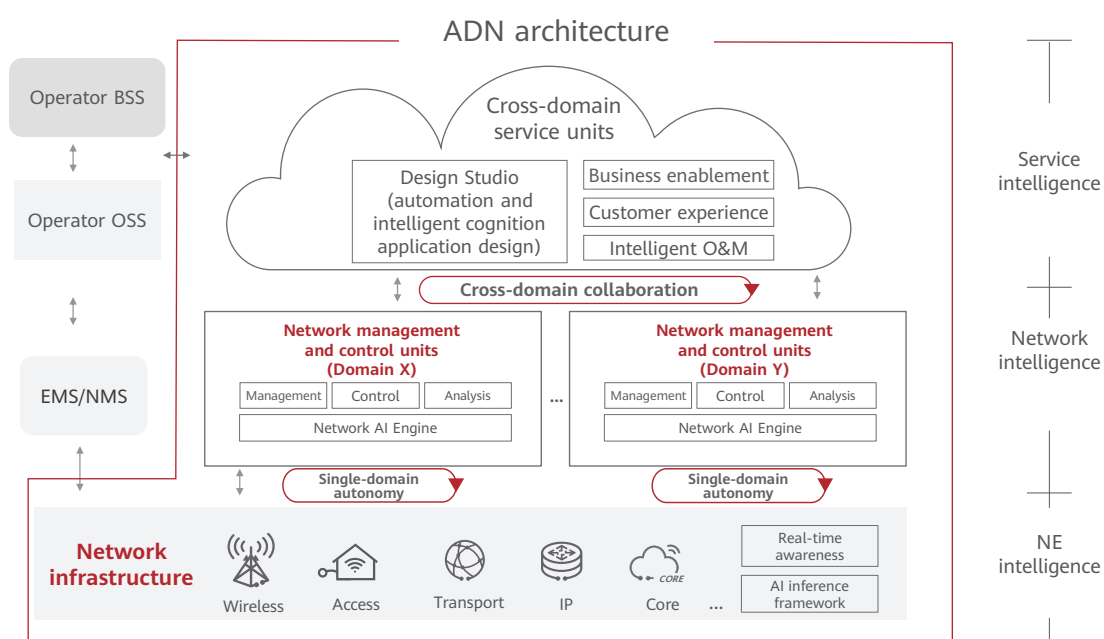 ADN architecture
Operator BSS
Operator OSS
EMS/NMS
Cross-domain
service units
Design Studio
(automation and
intelligent cognition
application design)
Business enablement
Customer experience
Intelligent O&M
Cross-domain collaboration
Network management
and control units
(Domain X)
Management
Control
Analysis
Network AI Engine
...
Network management
and control units
(Domain Y)
Management
Control
Analysis
Network AI Engine
Single-domain
autonomy
Single-domain
autonomy
Network
infrastructure
Wireless
Access
Transport
IP
CORE
Core
...
Real-time
awareness
AI inference
framework
Service
intelligence
Network
intelligence
NE
intelligence